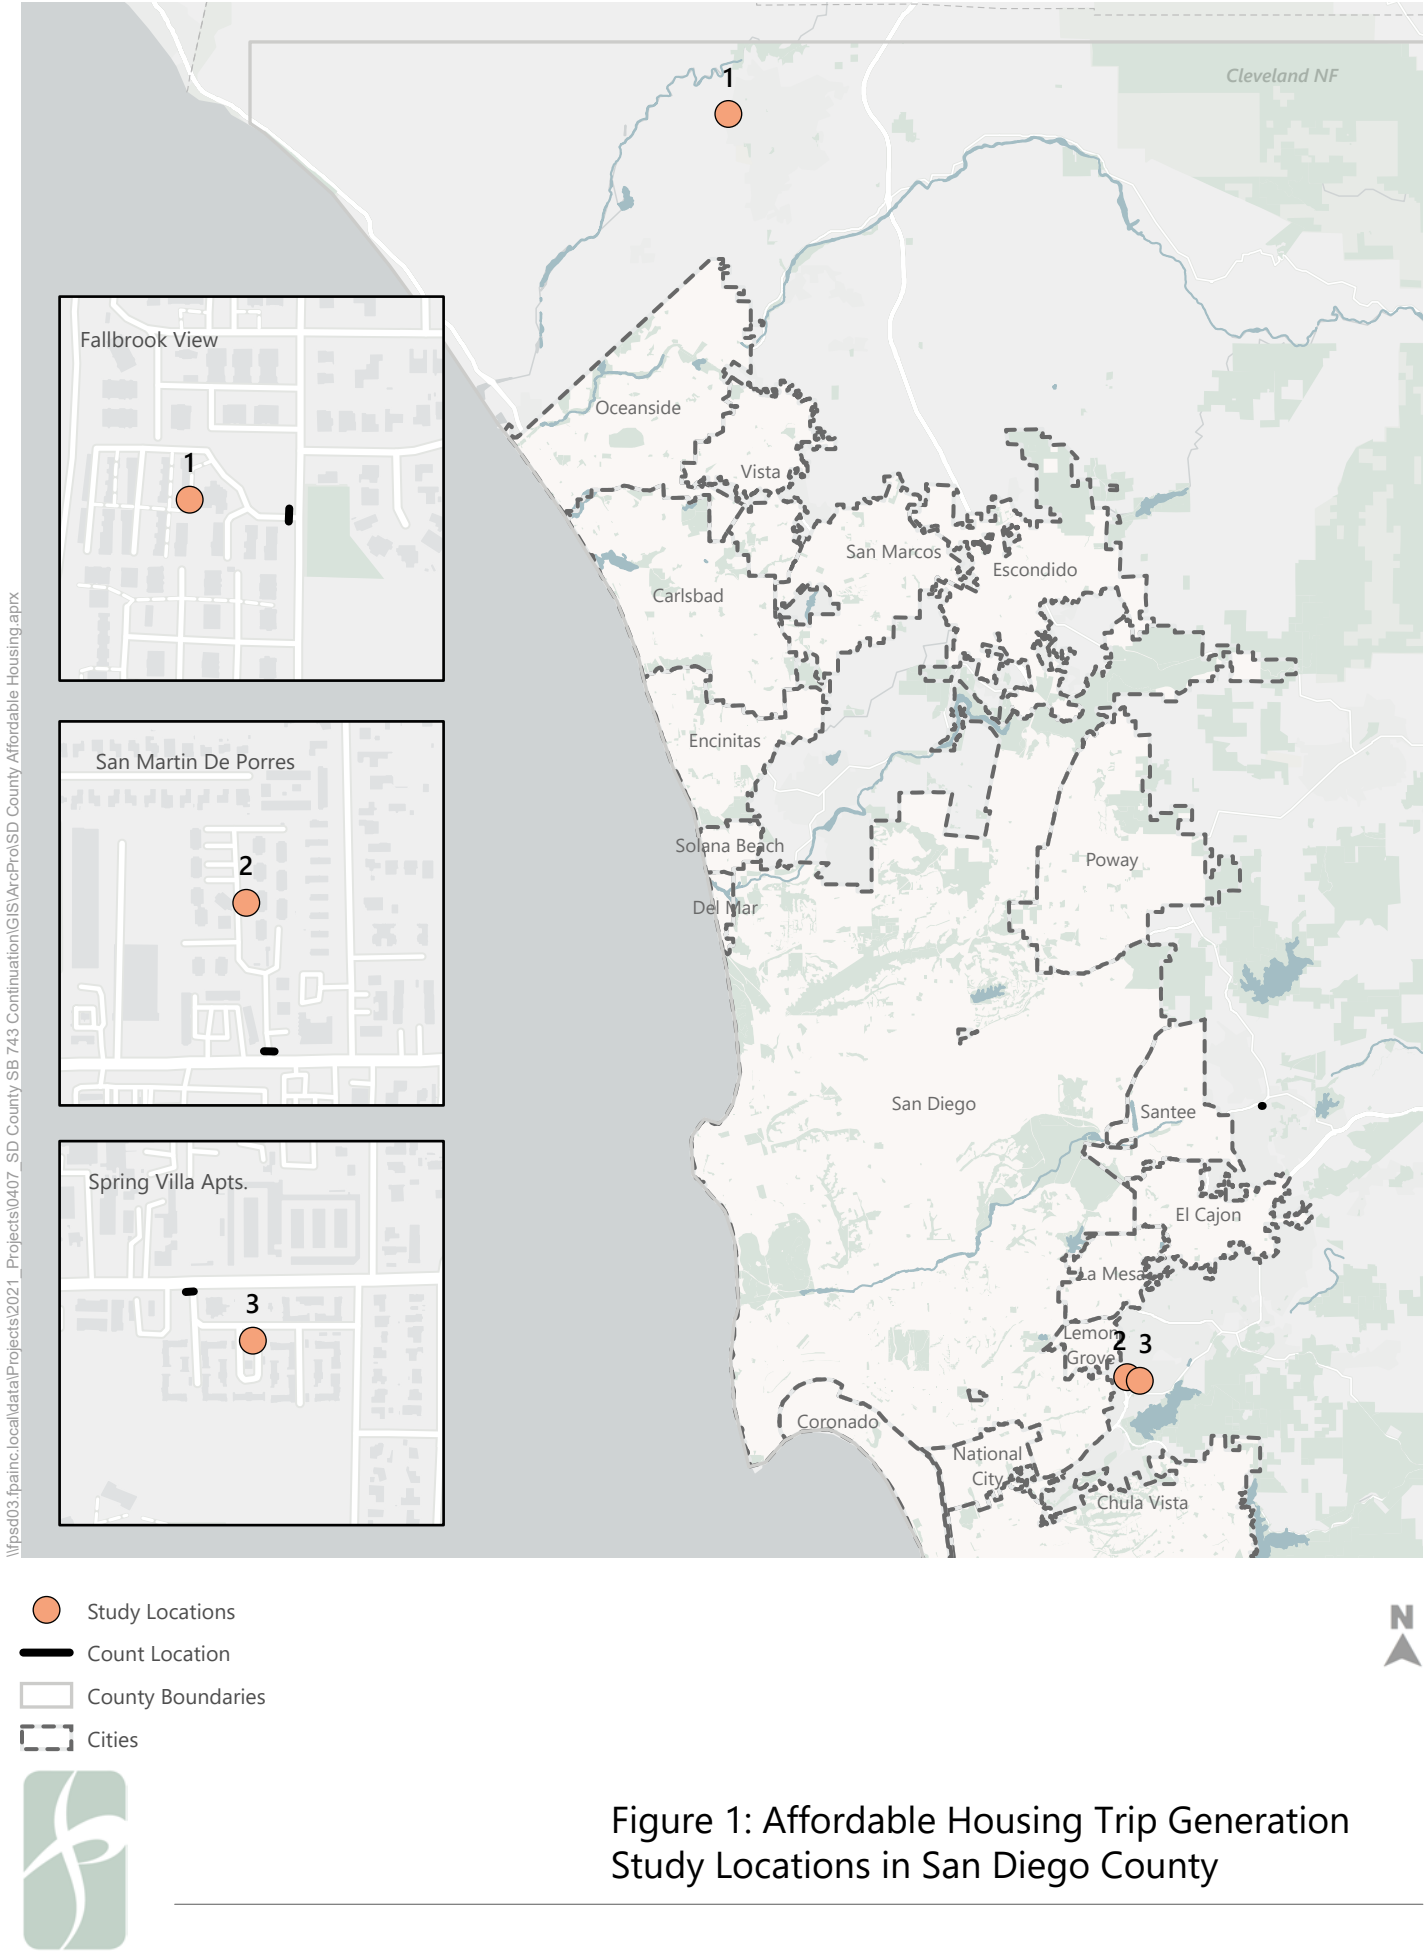 1
Cleveland NF
Fallbrook View
1
Oceanside
Vista
San Marcos
Escondido
Carlsbad
Encinitas
San Martin De Porres
2
Solana Beach
Poway
Del Mar
San Diego
Santee
Spring Villa Apts.
3
El Cajon
La Mesa
Lemon
Grove
2 3
Coronado
National
City
Chula Vista
\\fpsd03.fpainc.local\data\Projects\2021_Projects\0407_SD County SB 743 Continuation\GIS\ArcPro\SD County Affordable Housing.aprx
Study Locations
Count Location
County Boundaries
Cities
N
Figure 1: Affordable Housing Trip Generation
Study Locations in San Diego County